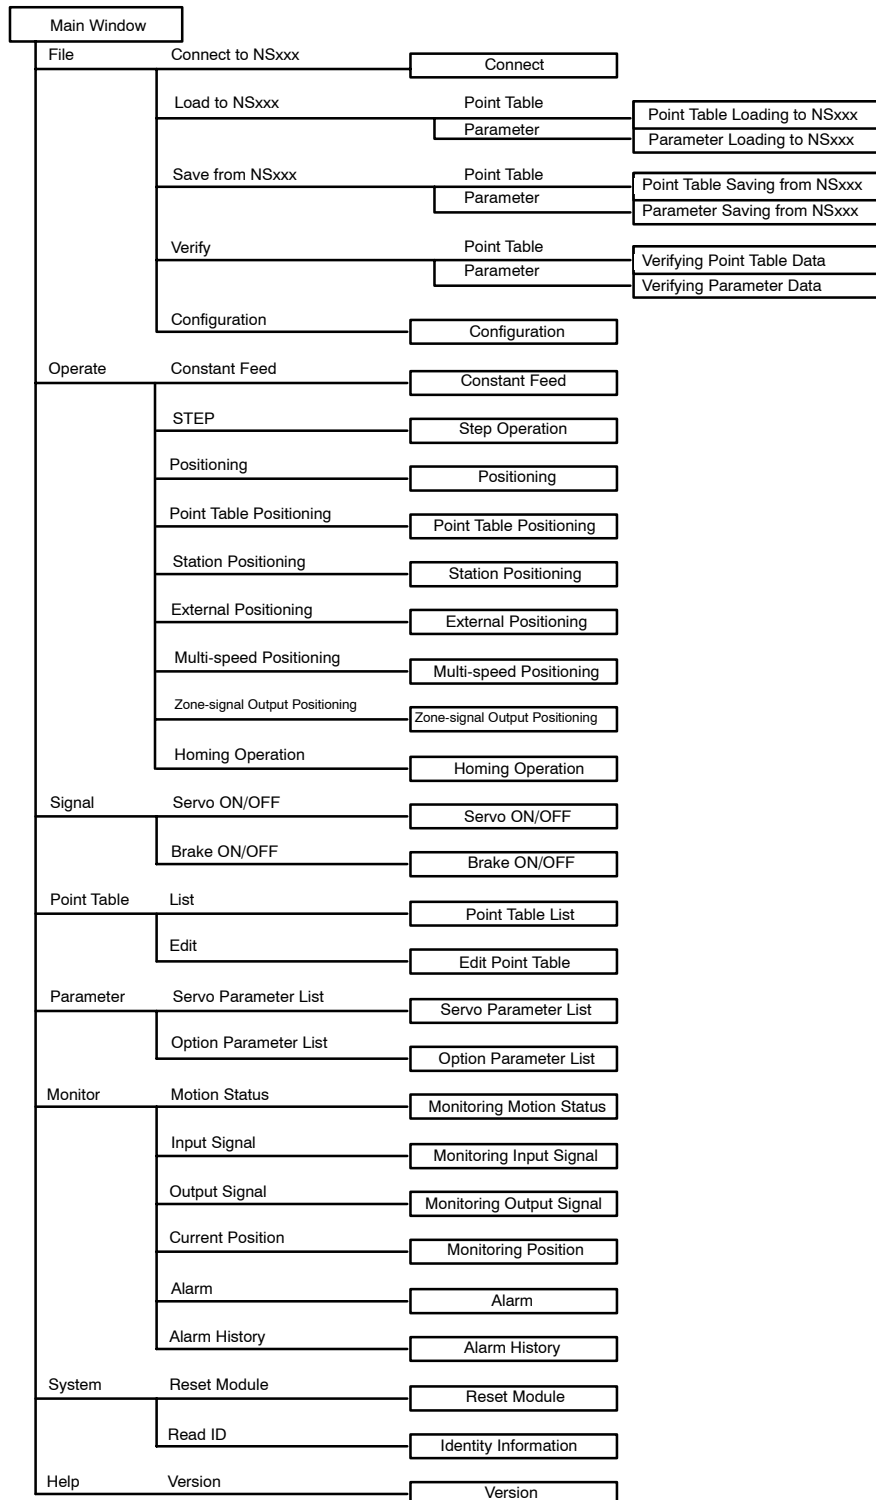 Main Window
File Connect to NSxxx Connect
Load to NSxxx Point Table Point Table Loading to NSxxx
Parameter Parameter Loading to NSxxx
Save from NSxxx Point Table Point Table Saving from NSxxx
Parameter Parameter Saving from NSxxx
Verify Point Table Verifying Point Table Data
Parameter Verifying Parameter Data
Configuration Configuration
Operate Constant Feed Constant Feed
STEP Step Operation
Positioning Positioning
Point Table Positioning Point Table Positioning
Station Positioning Station Positioning
External Positioning External Positioning
Multi-speed Positioning Multi-speed Positioning
Zone-signal Output Positioning Zone-signal Output Positioning
Homing Operation Homing Operation
Signal Servo ON/OFF Servo ON/OFF
Brake ON/OFF Brake ON/OFF
Point Table List Point Table List
Edit Edit Point Table
Parameter Servo Parameter List Servo Parameter List
Option Parameter List Option Parameter List
Monitor Motion Status Monitoring Motion Status
Input Signal Monitoring Input Signal
Output Signal Monitoring Output Signal
Current Position Monitoring Position
Alarm Alarm
Alarm History Alarm History
System Reset Module Reset Module
Read ID Identity Information
Help Version Version